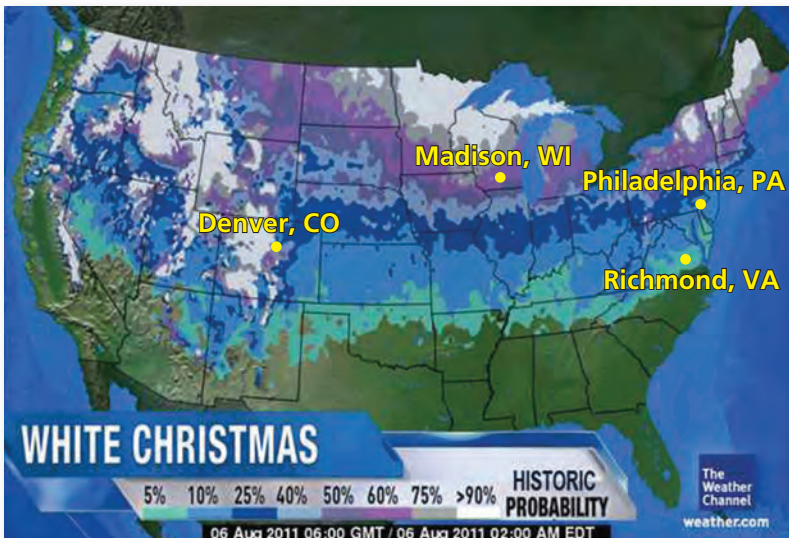 Madison, WI
Philadelphia, PA
Denver, CO
Richmond, VA
WHITE CHRISTMAS
5% 10% 25% 40% 50% 60% 75% >90%
HISTORIC
PROBABILITY
The
Weather
Channel
weather.com
06 Aug 2011 06:00 GMT / 06 Aug 2011 02:00 AM EDT